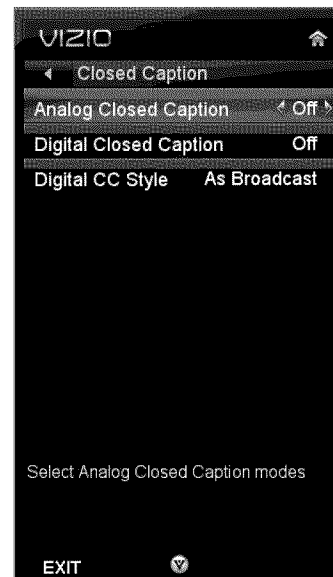 VIZIO
Closed Caption
Analog Closed Caption Off
Digital Closed Caption Off
Digital CC Style As Broadcast
Select Analog Closed Caption modes
EXIT